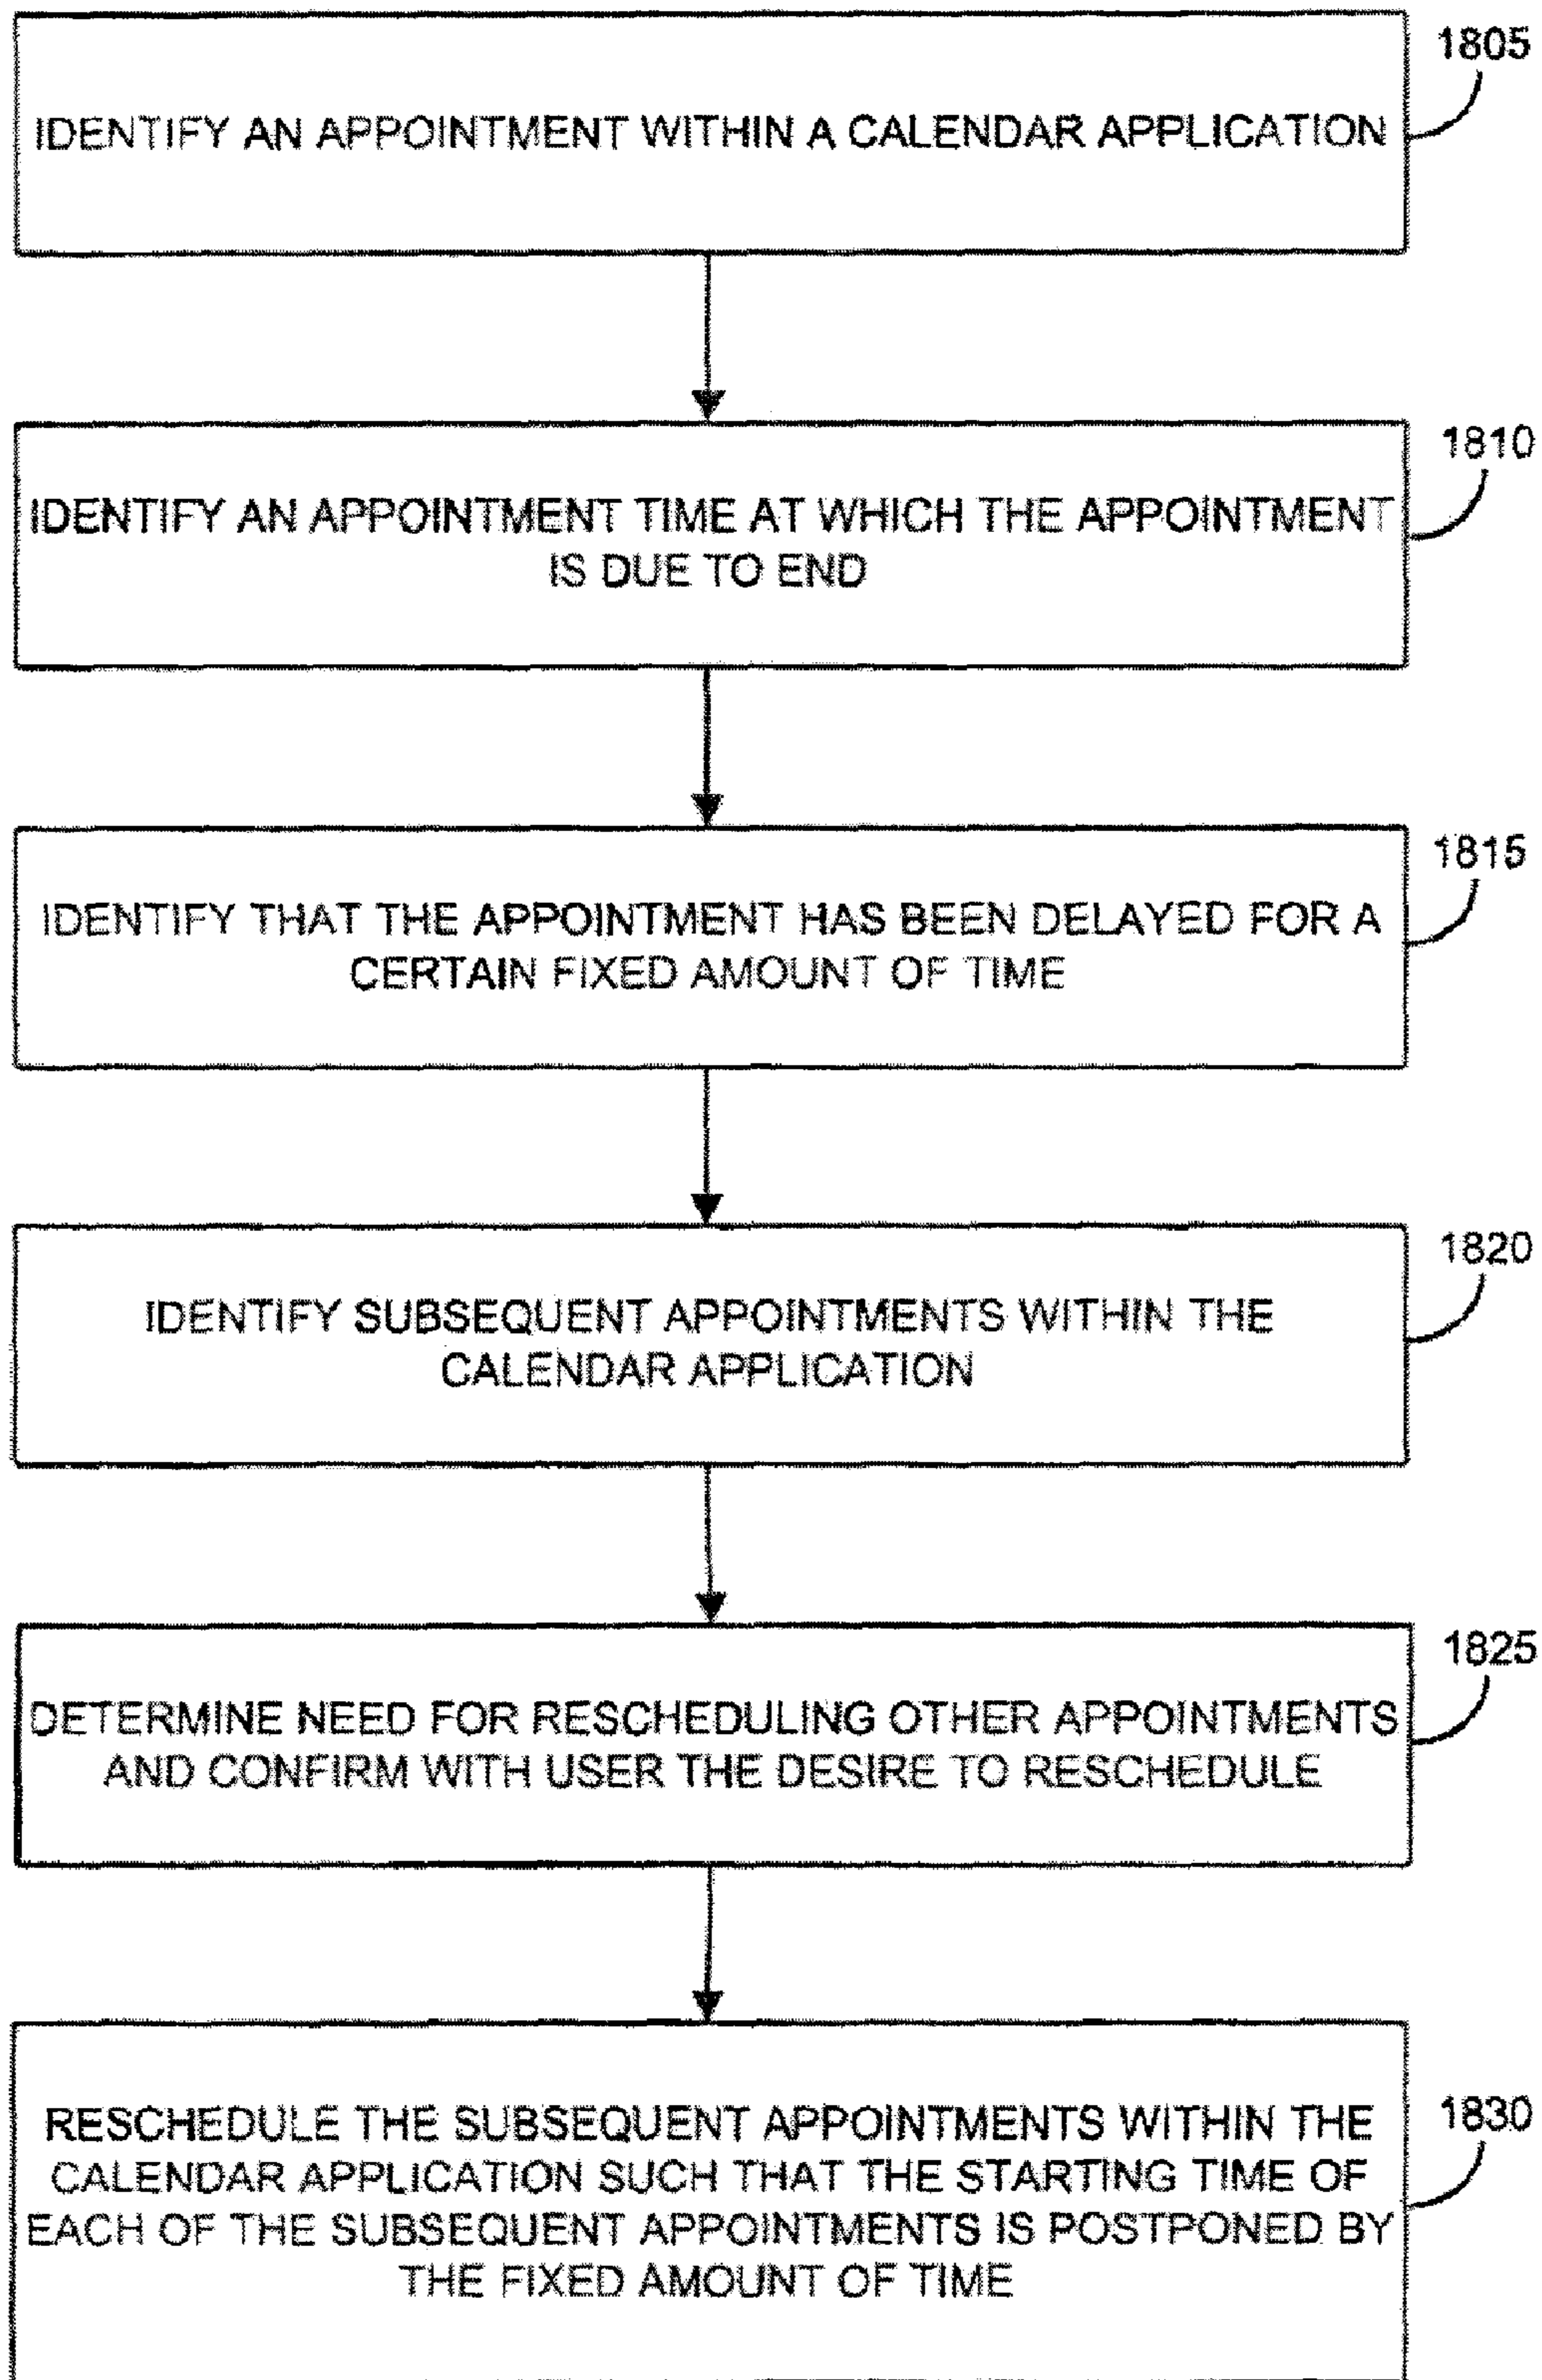 1805
IDENTIFY AN APPOINTMENT WITHIN A CALENDAR APPLICATION
1810
IDENTIFY AN APPOINTMENT TIME AT WHICH THE APPOINTMENT
IS DUE TO END
1815
IDENTIFY THAT THE APPOINTMENT HAS BEEN DELAYED FOR A
CERTAIN FIXED AMOUNT OF TIME
1820
IDENTIFY SUBSEQUENT APPOINTMENTS WITHIN THE
CALENDAR APPLICATION
1825
DETERMINE NEED FOR RESCHEDULING OTHER APPOINTMENTS
AND CONFIRM WITH USER THE DESIRE TO RESCHEDULE
1830
RESCHEDULE THE SUBSEQUENT APPOINTMENTS WITHIN THE
CALENDAR APPLICATION SUCH THAT THE STARTING TIME OF
EACH OF THE SUBSEQUENT APPOINTMENTS IS POSTPONED BY
THE FIXED AMOUNT OF TIME